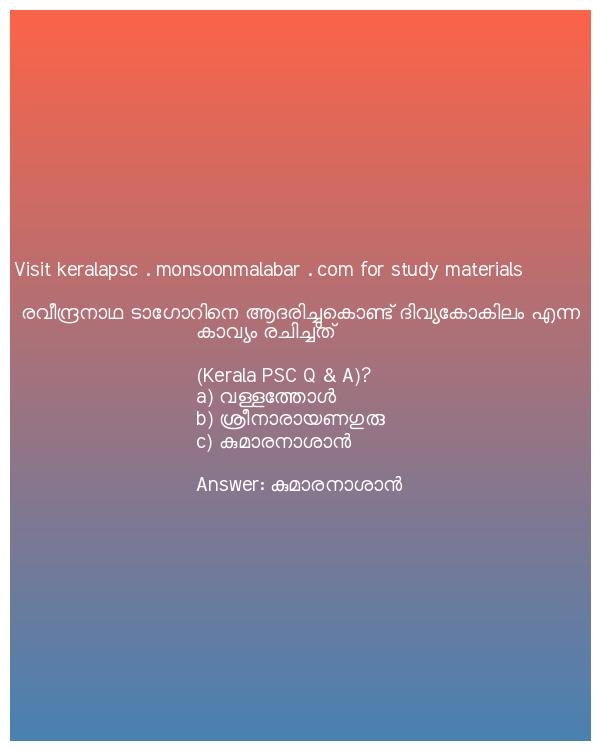 Visit keralapsc . monsoonmalabar . com for study materials
രവീന്ദ്രനാഥ ടാഗോറിനെ ആദരിച്ചുകൊണ്ട് ദിവ്യകോകിലം എന്ന
കാവ്യം രചിച്ചത്
(Kerala PSC Q & A)?
a) വള്ളത്തോൾ
b) ശ്രീനാരായണഗുരു
c) കുമാരനാശാൻ
Answer: കുമാരനാശാൻ